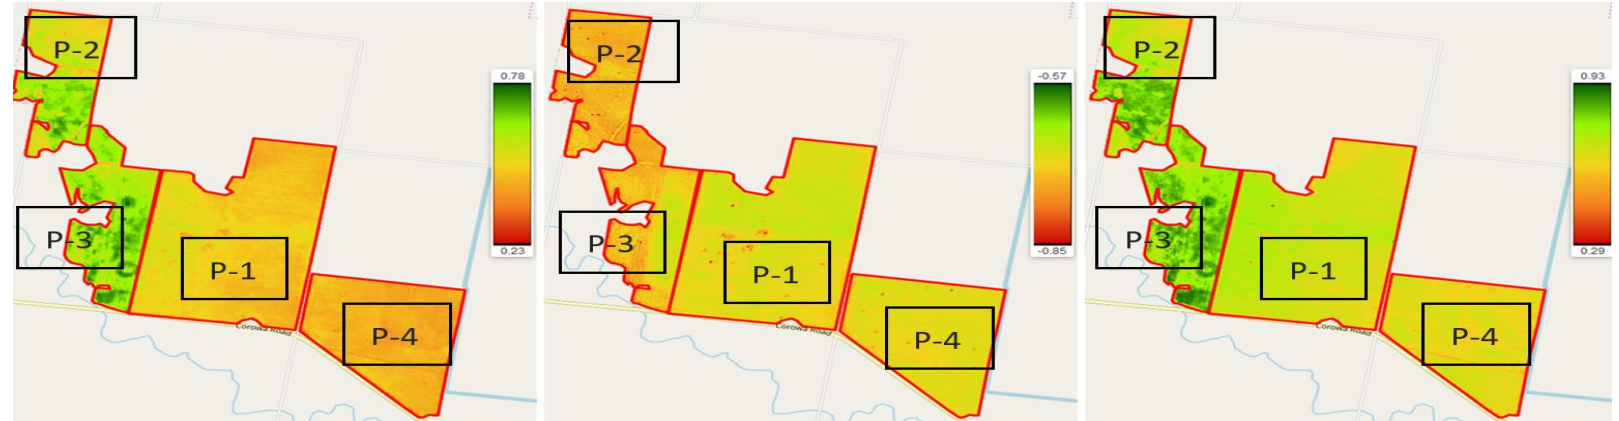 P-2
0.78
P-3
P-1
0.23
Corowa Road
P-4
P-2
-0.57
P-3
P-1
-0.85
Corowa Road
P-4
P-2
0.93
P-3
P-1
0.29
Corowa Road
P-4